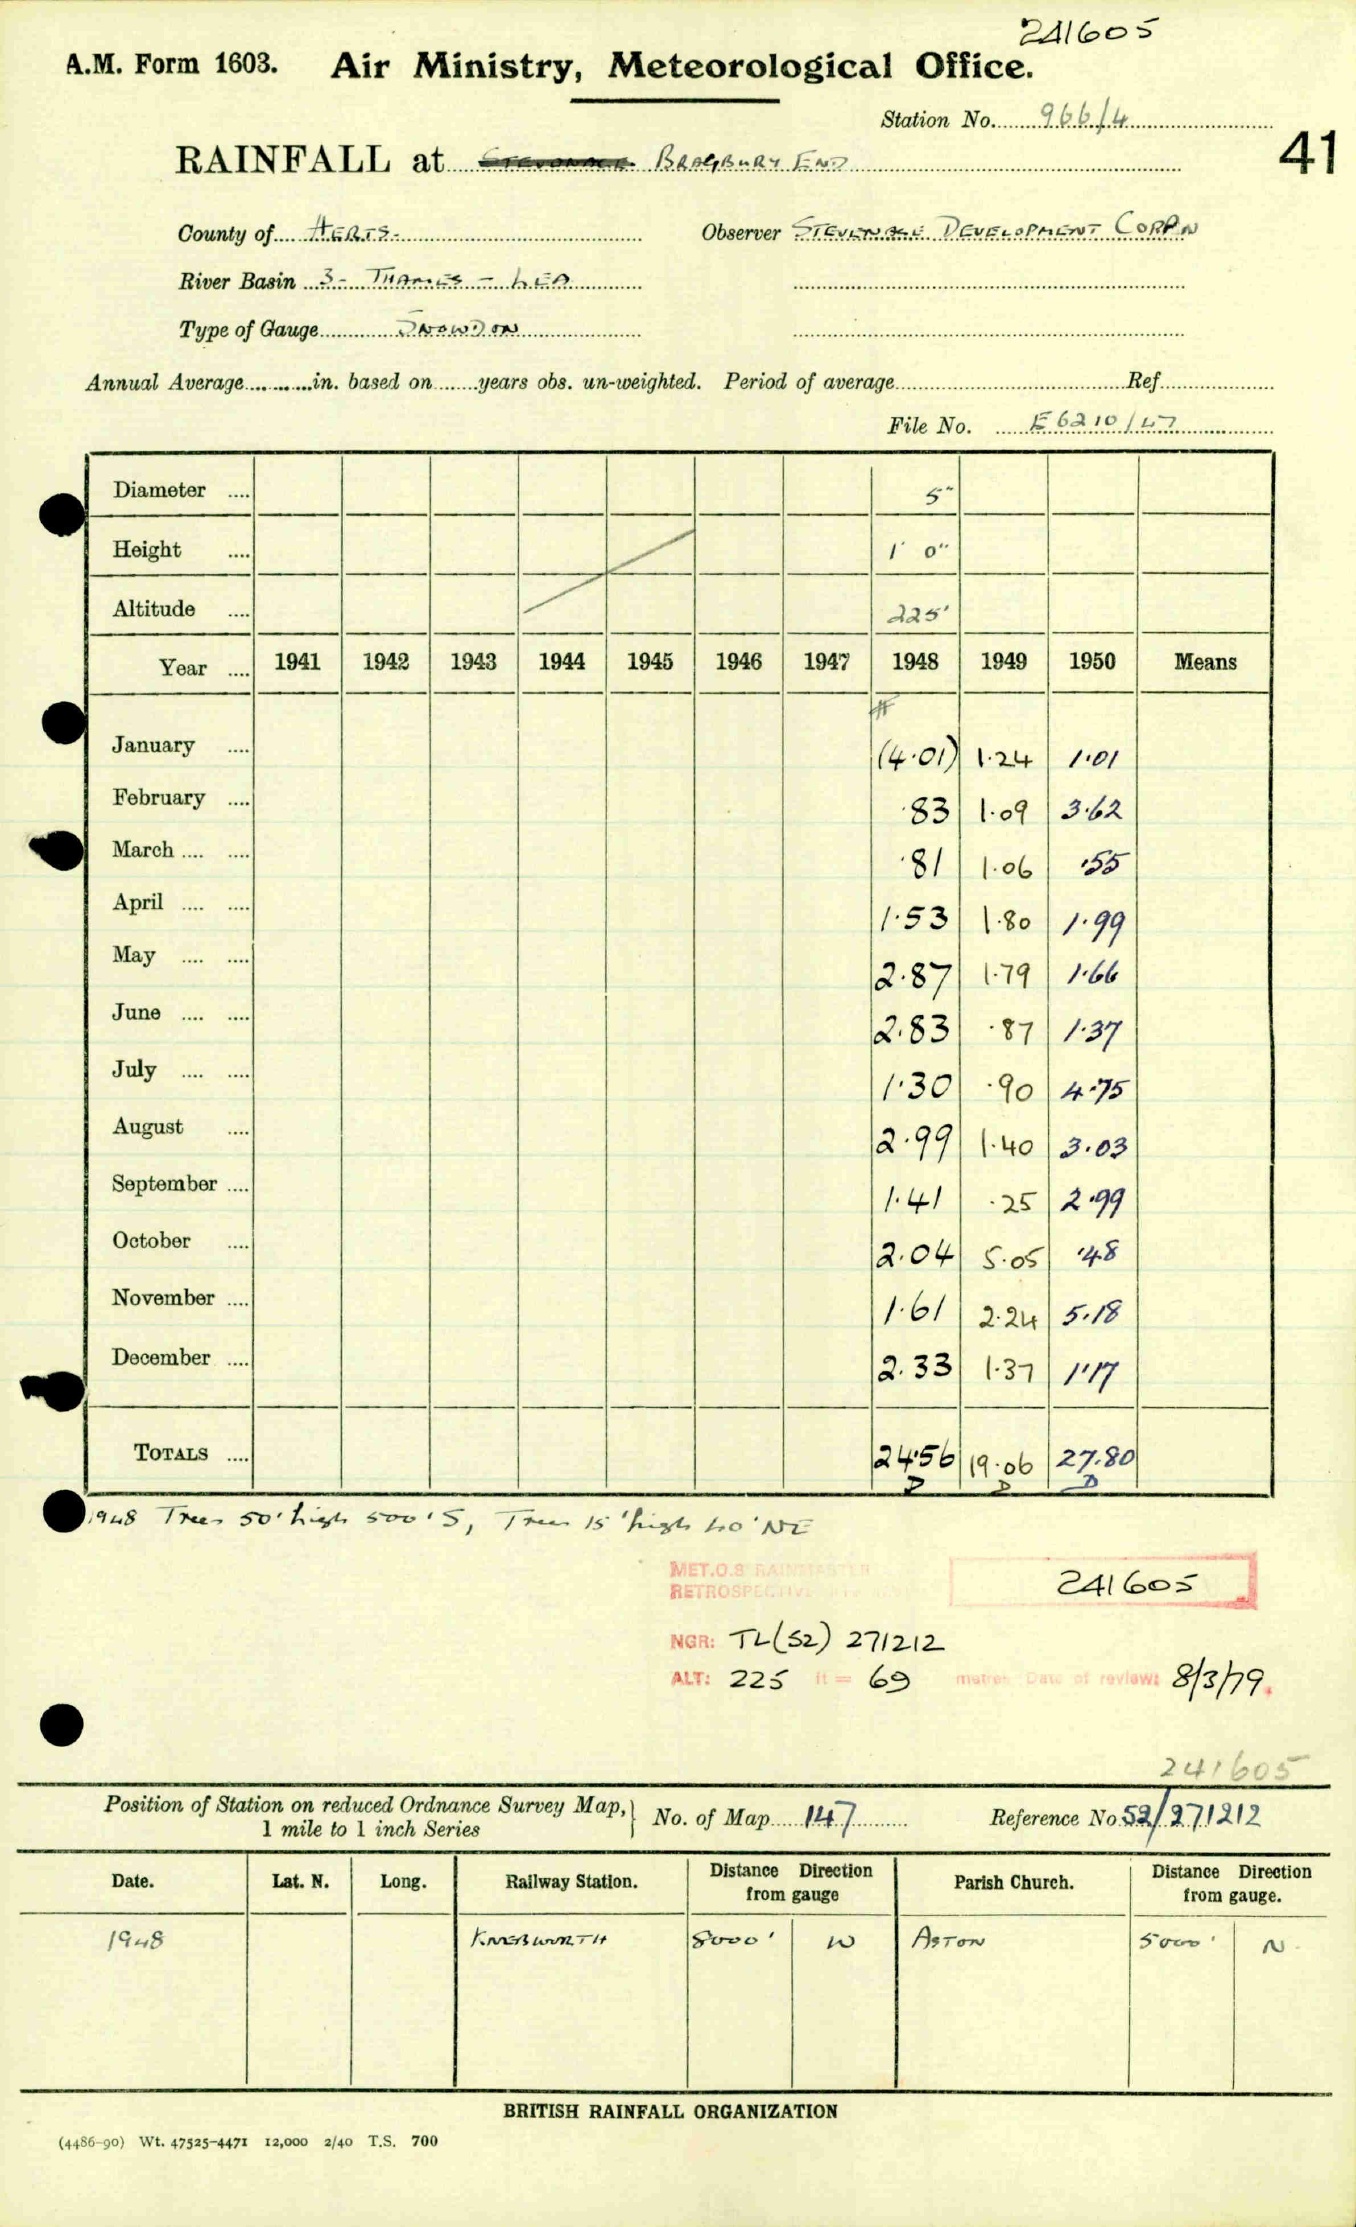 241605
A.M. Form 1603. Air Ministry, Meteorological Office.
Station No. 966/4
41
RAINFALL at Stevenage Bragbury End
County of Herts. Observer Stevenage Development Corp'n
River Basin 3 - Thames - Lea
Type of Gauge Snowdon
Annual Average in. based on years obs. un-weighted. Period of average Ref
File No. E6210/47
Diameter .... 5"
Height .... 1' 0"
Altitude .... 225'
Year .... 1941 1942 1943 1944 1945 1946 1947 1948 1949 1950 Means
#
January .... (4.01) 1.24 1.01
February .... .83 1.09 3.62
March .... .... .81 1.06 .55
April .... .... 1.53 1.80 1.99
May .... .... 2.87 1.79 1.66
June .... .... 2.83 .87 1.37
July .... .... 1.30 .90 4.75
August .... 2.99 1.40 3.03
September .... 1.41 .25 2.99
October .... 2.04 5.05 .48
November .... 1.61 2.24 5.18
December .... 2.33 1.37 1.17
Totals .... 24.56 19.06 27.80
D D D
1948 Trees 50' high 500' S, Trees 15' high 40' NE
MET.O.8 RAINMASTER
RETROSPECTIVE
241605
NGR: TL(52) 271212
ALT: 225 ft = 69 metres Date of review: 8/3/79.
241605
Position of Station on reduced Ordnance Survey Map,
1 mile to 1 inch Series
No. of Map 147 Reference No 52/271212
Date. Lat. N. Long. Railway Station. Distance Direction from gauge Parish Church. Distance Direction from gauge.
1948 Knebworth 8000' W Aston 5000' N
BRITISH RAINFALL ORGANIZATION
(4486-90) Wt. 47525-4471 12,000 2/40 T.S. 700